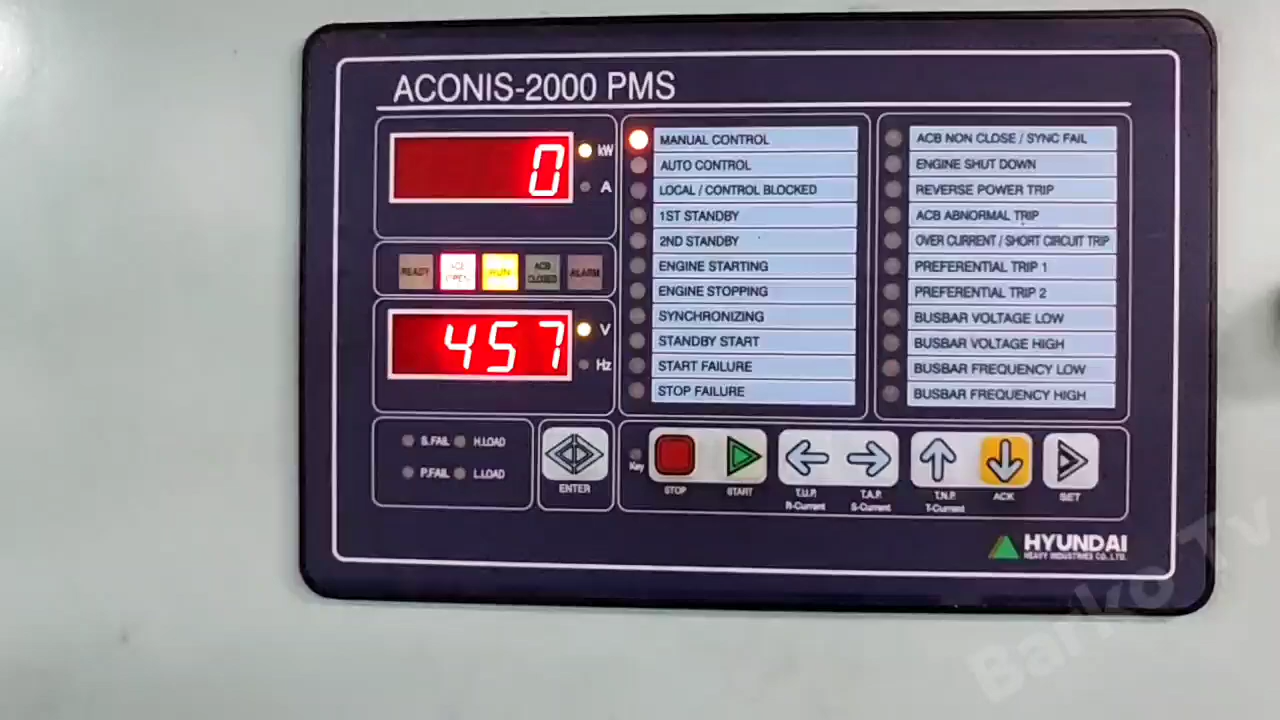 ACONIS-2000 PMS
0
kW
A
READY
ACB OPEN
RUN
ACB CLOSED
ALARM
457
V
Hz
S.FAIL
H.LOAD
P.FAIL
L.LOAD
ENTER
MANUAL CONTROL
AUTO CONTROL
LOCAL / CONTROL BLOCKED
1ST STANDBY
2ND STANDBY
ENGINE STARTING
ENGINE STOPPING
SYNCHRONIZING
STANDBY START
START FAILURE
STOP FAILURE
ACB NON CLOSE / SYNC FAIL
ENGINE SHUT DOWN
REVERSE POWER TRIP
ACB ABNORMAL TRIP
OVER CURRENT / SHORT CIRCUIT TRIP
PREFERENTIAL TRIP 1
PREFERENTIAL TRIP 2
BUSBAR VOLTAGE LOW
BUSBAR VOLTAGE HIGH
BUSBAR FREQUENCY LOW
BUSBAR FREQUENCY HIGH
Key
STOP
START
T.U.P.
R-Current
T.A.P.
S-Current
T.N.P.
T-Current
ACK
SET
HYUNDAI
HEAVY INDUSTRIES CO., LTD.
Barko Tv